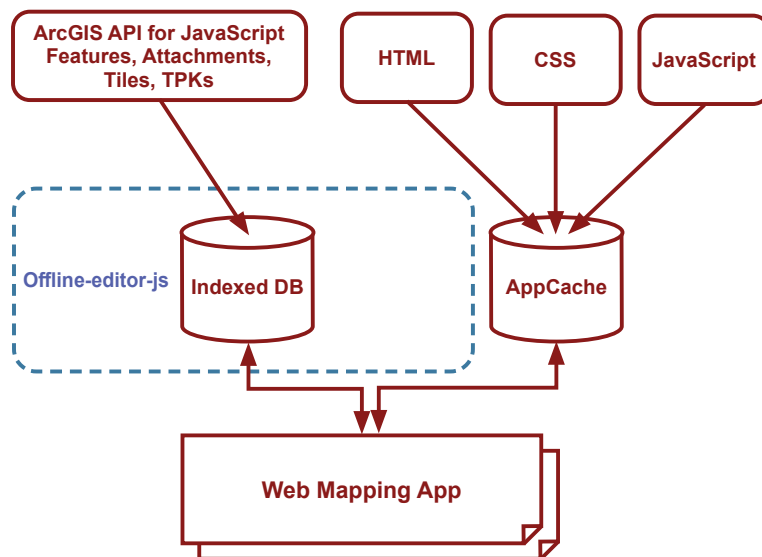 ArcGIS API for JavaScript
Features, Attachments,
Tiles, TPKs
HTML
CSS
JavaScript
Offline-editor-js
Indexed DB
AppCache
Web Mapping App